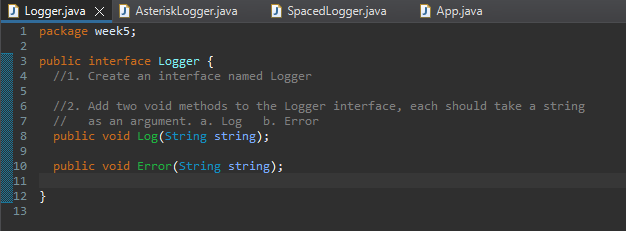 Logger.java AsteriskLogger.java SpacedLogger.java App.java
1 package week5;
2
3 public interface Logger {
4 //1. Create an interface named Logger
5
6 //2. Add two void methods to the Logger interface, each should take a string
7 // as an argument. a. Log b. Error
8 public void Log(String string);
9
10 public void Error(String string);
11
12 }
13